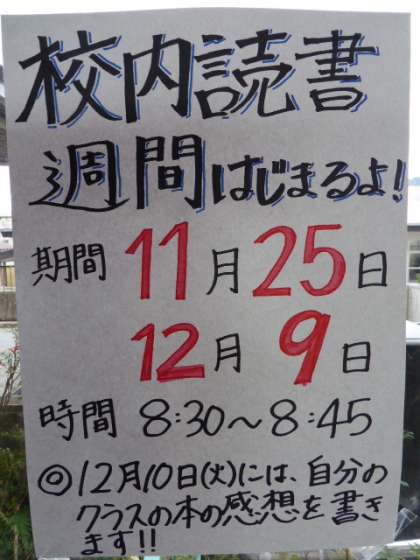 校内読書
週間はじまるよ!
期間 11月25日
12月9日
時間 8:30～8:45
◎12月10日(火)には、自分の
クラスの本の感想を書き
ます!!